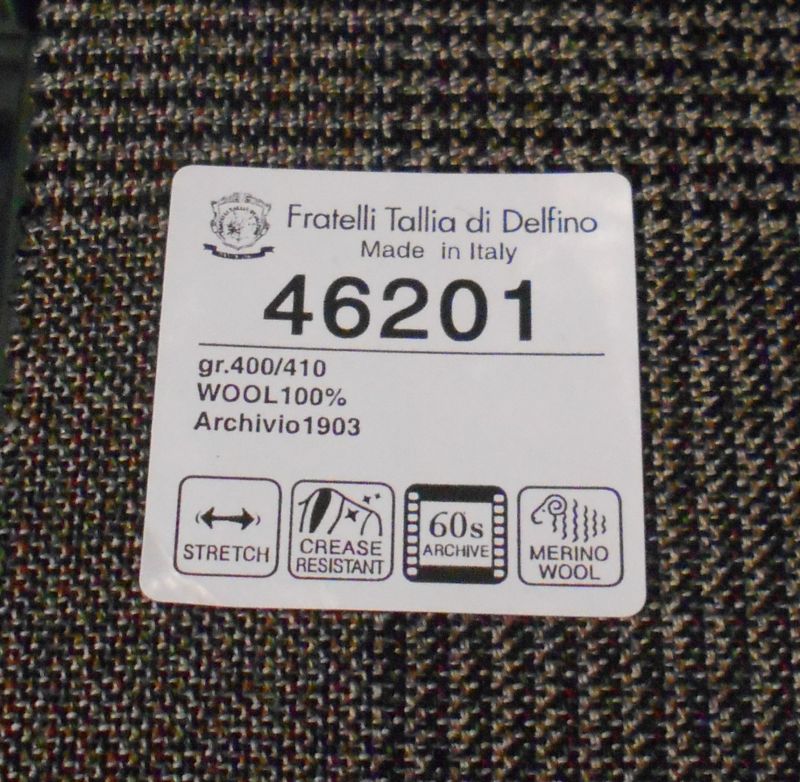 Fratelli Tallia di Delfino
Made in Italy
46201
gr.400/410
WOOL100%
Archivio1903
STRETCH
CREASE
RESISTANT
60s
ARCHIVE
MERINO
WOOL